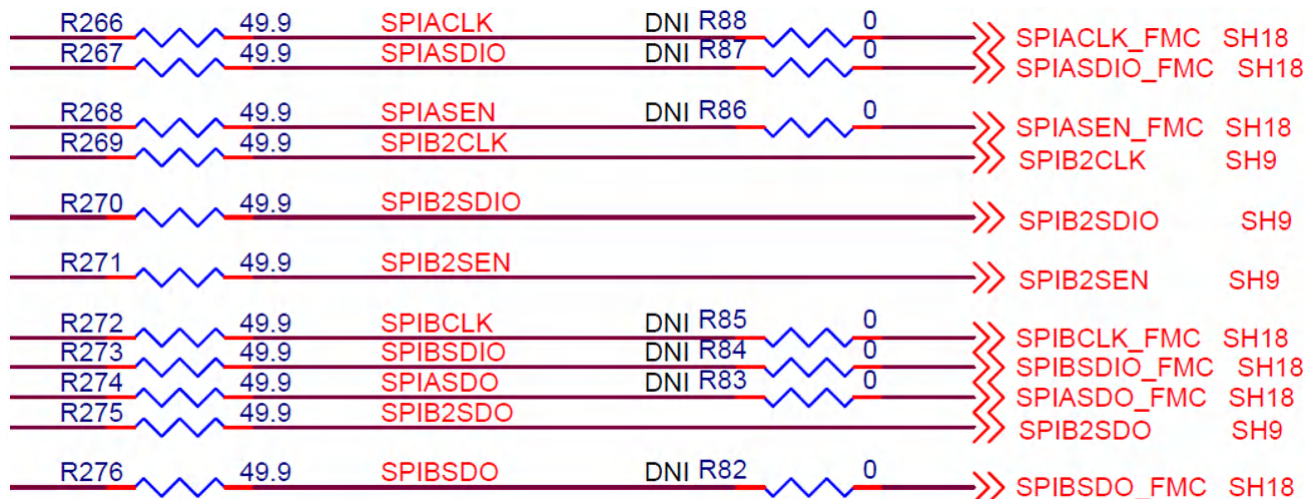 R266 49.9 SPIACLK DNI R88 0 SPIACLK_FMC SH18
R267 49.9 SPIASDIO DNI R87 0 SPIASDIO_FMC SH18
R268 49.9 SPIASEN DNI R86 0 SPIASEN_FMC SH18
R269 49.9 SPIB2CLK SPIB2CLK SH9
R270 49.9 SPIB2SDIO SPIB2SDIO SH9
R271 49.9 SPIB2SEN SPIB2SEN SH9
R272 49.9 SPIBCLK DNI R85 0 SPIBCLK_FMC SH18
R273 49.9 SPIBSDIO DNI R84 0 SPIBSDIO_FMC SH18
R274 49.9 SPIASDO DNI R83 0 SPIASDO_FMC SH18
R275 49.9 SPIB2SDO SPIB2SDO SH9
R276 49.9 SPIBSDO DNI R82 0 SPIBSDO_FMC SH18